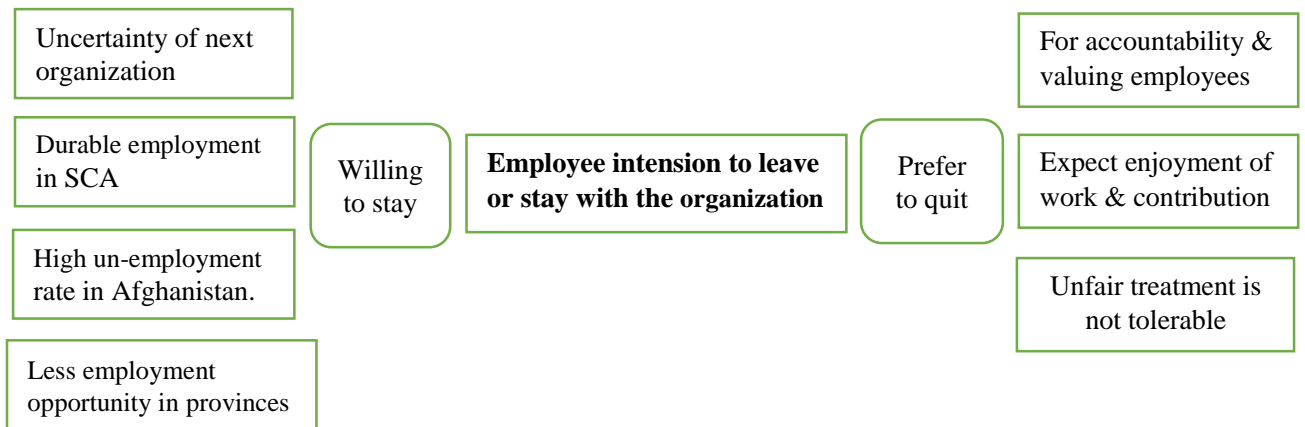 Uncertainty of next
organization
Durable employment
in SCA
High un-employment
rate in Afghanistan.
Less employment
opportunity in provinces
Willing
to stay
Employee intension to leave
or stay with the organization
Prefer
to quit
For accountability &
valuing employees
Expect enjoyment of
work & contribution
Unfair treatment is
not tolerable